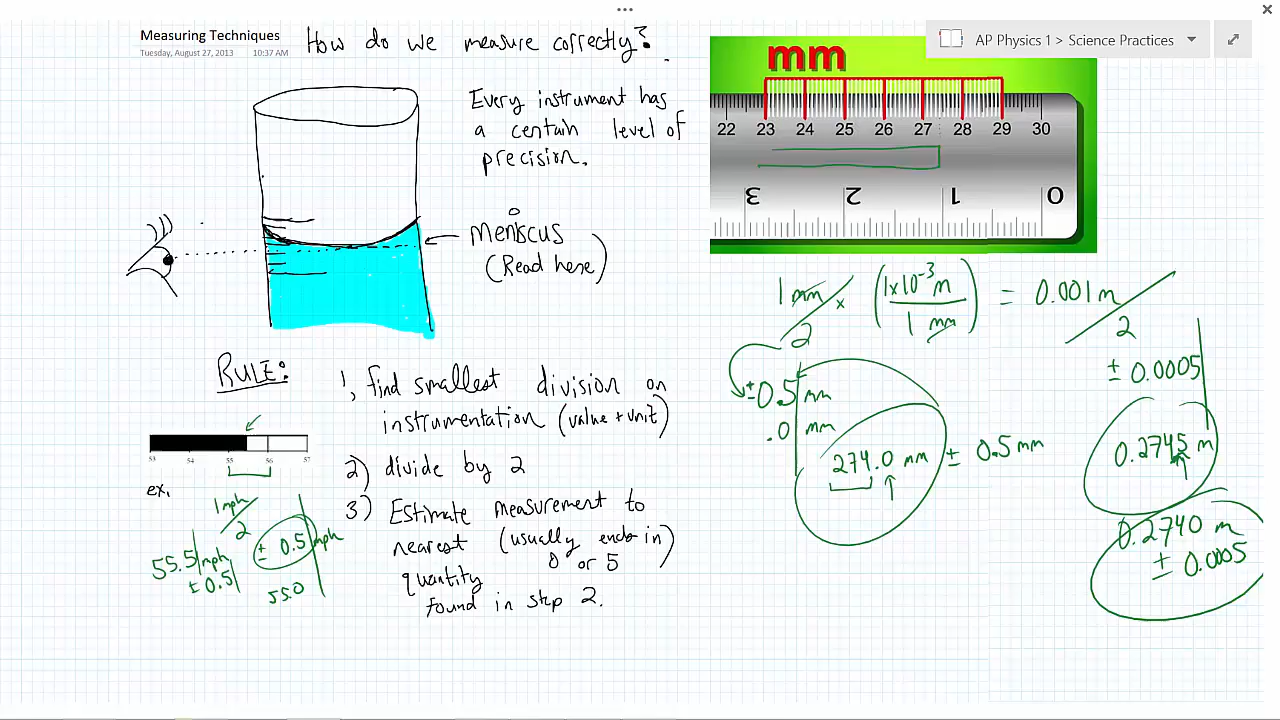 Measuring Techniques
Tuesday, August 27, 2013 10:37 AM
How do we measure correctly?
AP Physics 1 > Science Practices
Every instrument has
a certain level of
precision.
meniscus
(Read here)
mm
22 23 24 25 26 27 28 29 30
3 2 1 0
RULE:
1, find smallest division on
instrumentation (value + unit)
2) divide by 2
3) Estimate measurement to
nearest (usually ends in
0 or 5)
quantity
found in step 2.
53 54 55 56 57
ex.
1 mph
2
55.5 mph
± 0.5
± 0.5 mph
55.0
1 mm x (1x10⁻³ m / 1 mm) = 0.001 m
2 2
± 0.5 mm
.0 mm
274.0 mm ± 0.5 mm
± 0.0005
0.2745 m
0.2740 m
± 0.0005